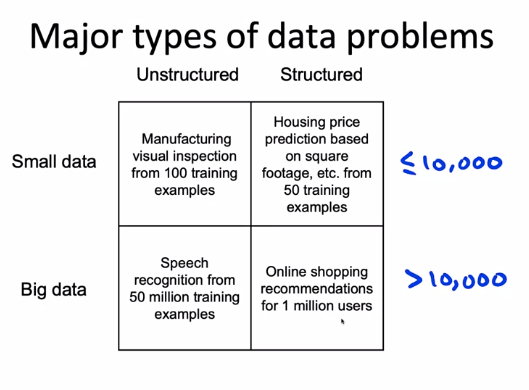 Major types of data problems
Unstructured
Structured
Small data
Manufacturing
visual inspection
from 100 training
examples
Housing price
prediction based
on square
footage, etc. from
50 training
examples
≤10,000
Big data
Speech
recognition from
50 million training
examples
Online shopping
recommendations
for 1 million users
>10,000